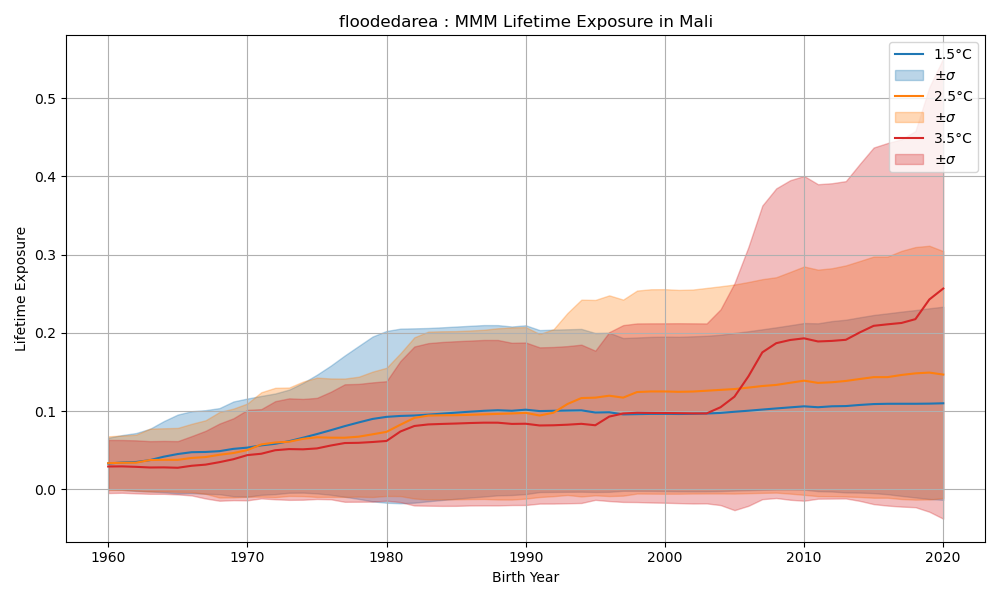 floodedarea : MMM Lifetime Exposure in Mali
1.5°C
±σ
2.5°C
±σ
3.5°C
±σ
Lifetime Exposure
0.5
0.4
0.3
0.2
0.1
0.0
1960 1970 1980 1990 2000 2010 2020
Birth Year